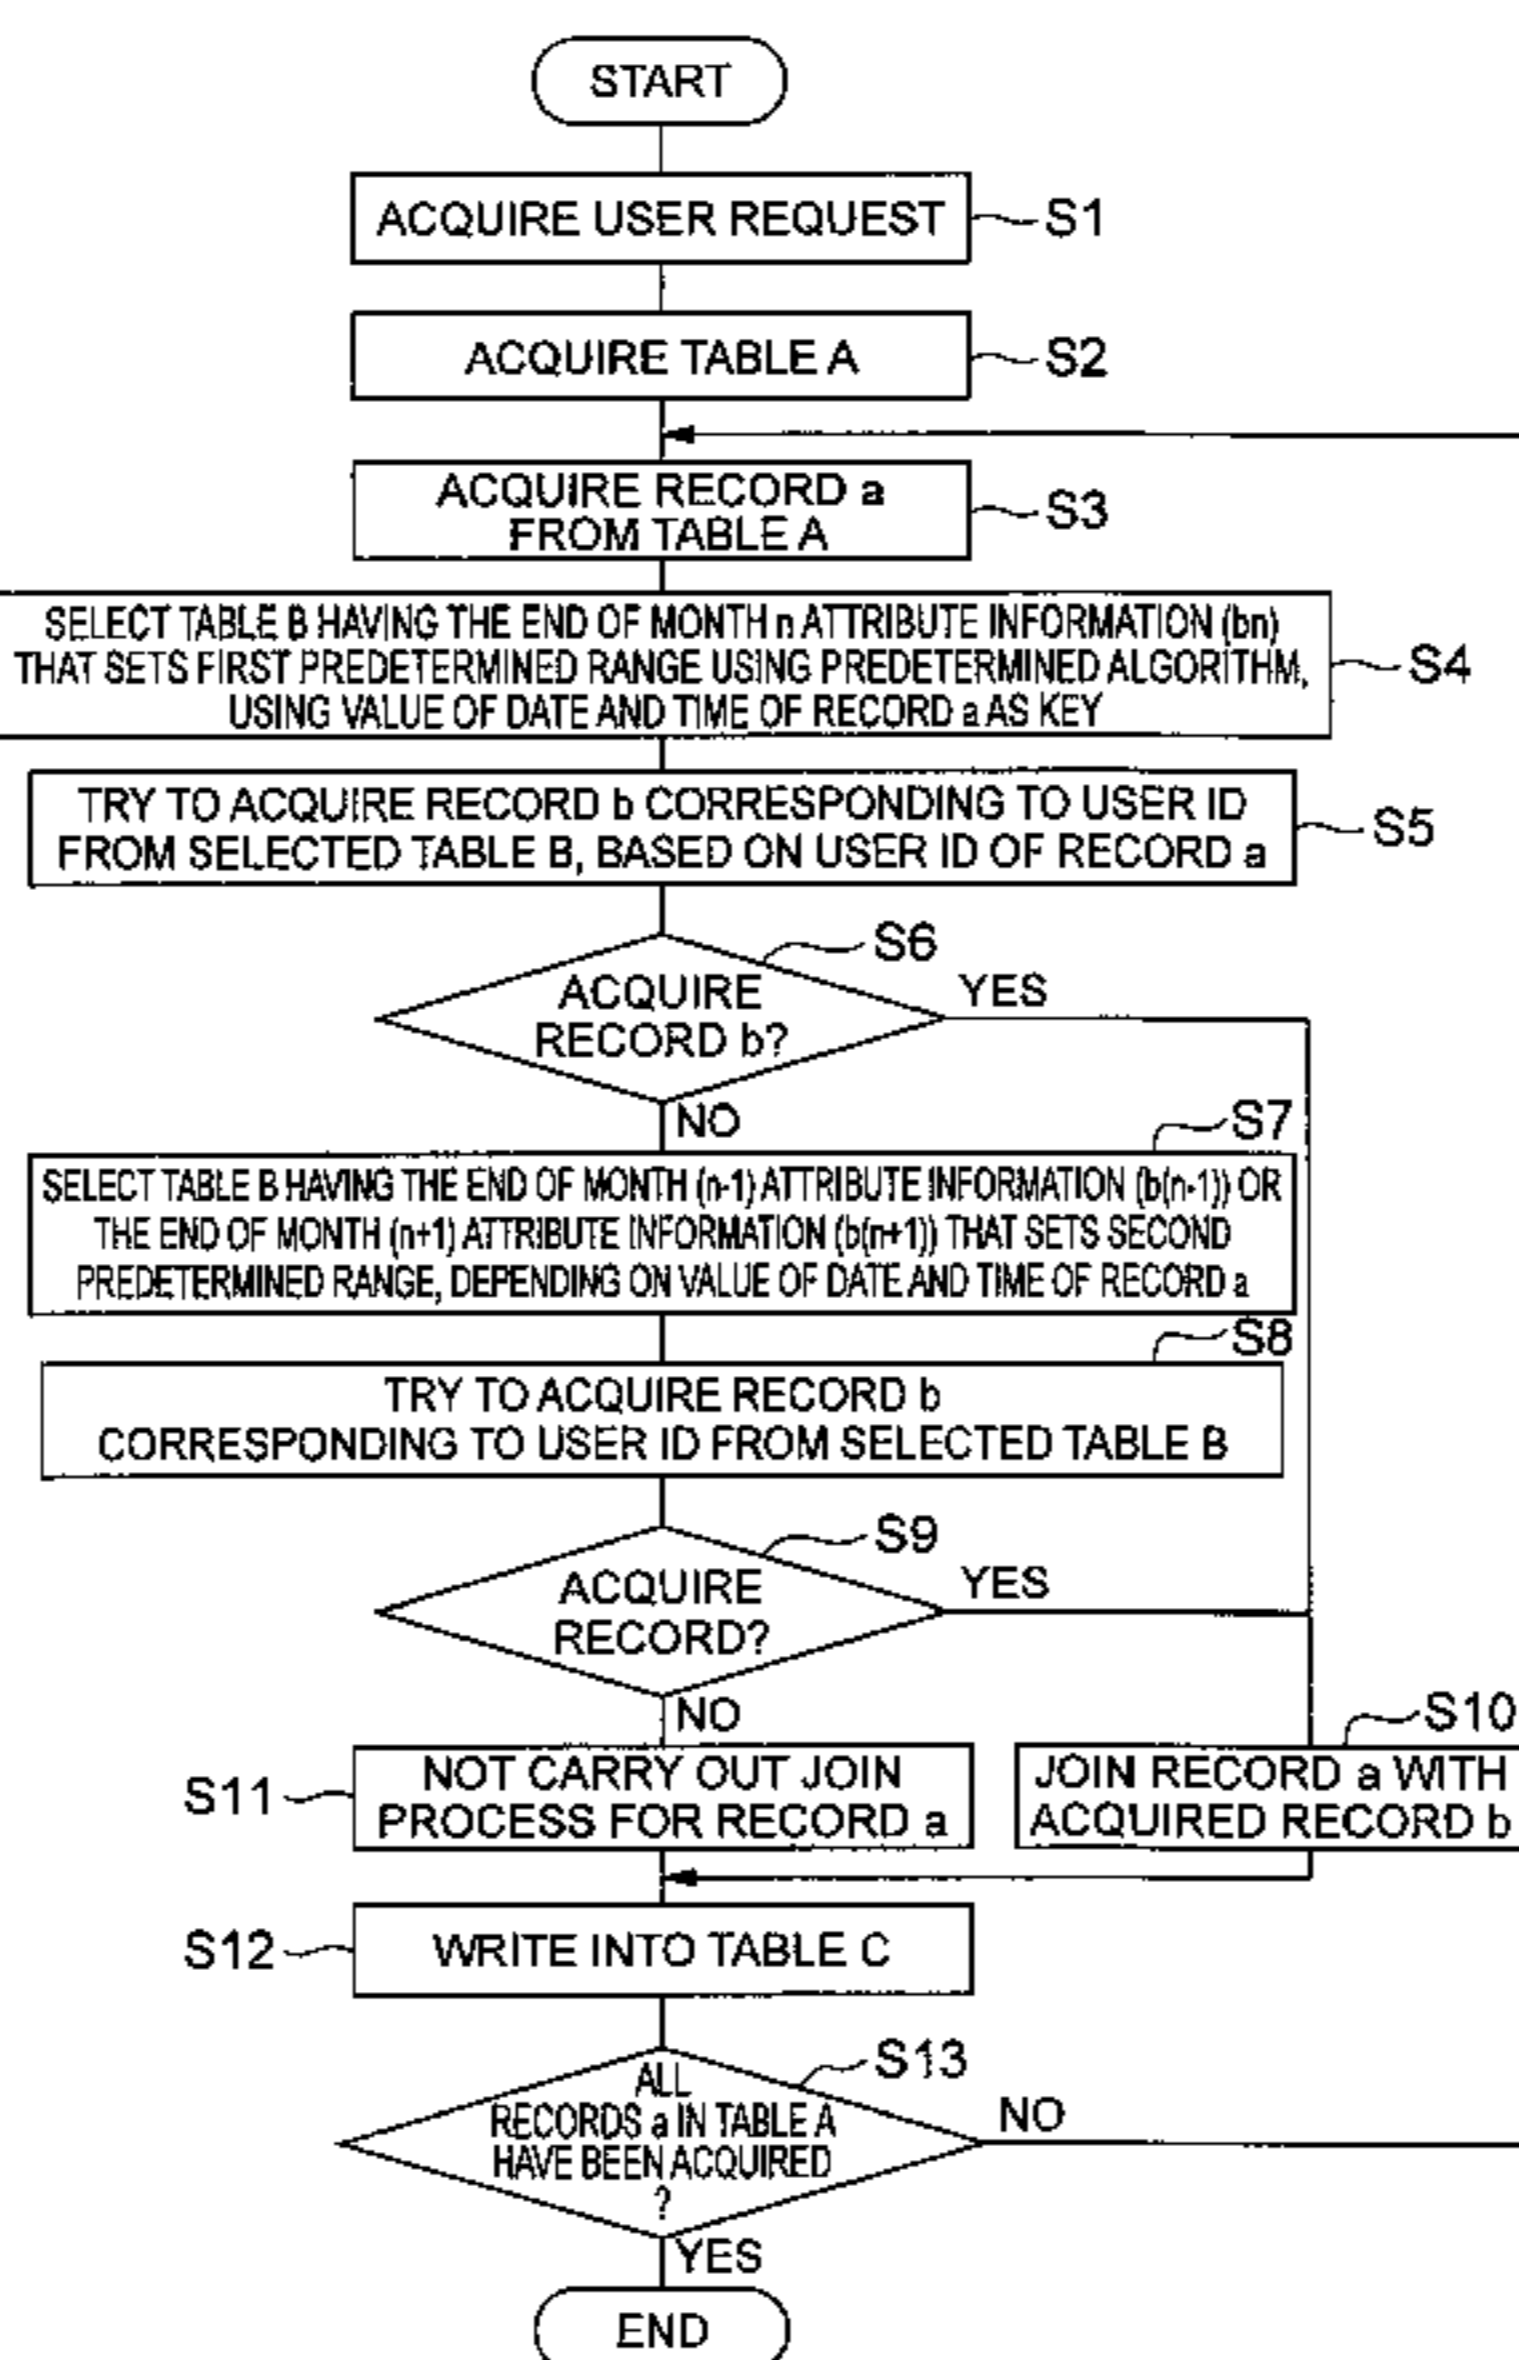 START
ACQUIRE USER REQUEST
S1
ACQUIRE TABLE A
S2
ACQUIRE RECORD a
FROM TABLE A
S3
SELECT TABLE B HAVING THE END OF MONTH n ATTRIBUTE INFORMATION (bn)
THAT SETS FIRST PREDETERMINED RANGE USING PREDETERMINED ALGORITHM,
USING VALUE OF DATE AND TIME OF RECORD a AS KEY
S4
TRY TO ACQUIRE RECORD b CORRESPONDING TO USER ID
FROM SELECTED TABLE B, BASED ON USER ID OF RECORD a
S5
S6
ACQUIRE
RECORD b?
YES
NO
S7
SELECT TABLE B HAVING THE END OF MONTH (n-1) ATTRIBUTE INFORMATION (b(n-1)) OR
THE END OF MONTH (n+1) ATTRIBUTE INFORMATION (b(n+1)) THAT SETS SECOND
PREDETERMINED RANGE, DEPENDING ON VALUE OF DATE AND TIME OF RECORD a
S8
TRY TO ACQUIRE RECORD b
CORRESPONDING TO USER ID FROM SELECTED TABLE B
S9
ACQUIRE
RECORD?
YES
NO
S10
S11
NOT CARRY OUT JOIN
PROCESS FOR RECORD a
JOIN RECORD a WITH
ACQUIRED RECORD b
S12
WRITE INTO TABLE C
S13
ALL
RECORDS a IN TABLE A
HAVE BEEN ACQUIRED
?
NO
YES
END